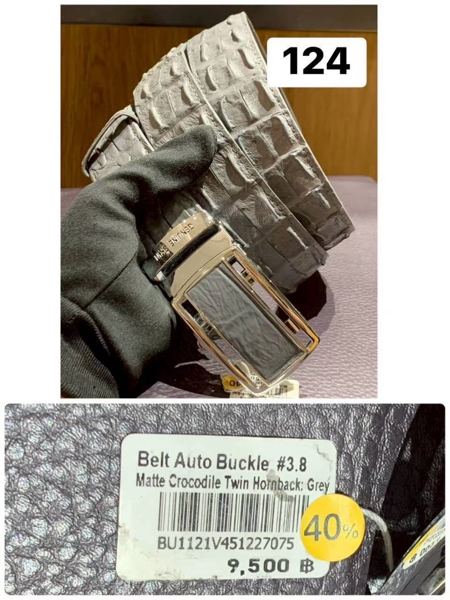 124
Belt Auto Buckle #3.8
Matte Crocodile Twin Hornback: Grey
40%
BU1121V451227075
9,500 ฿